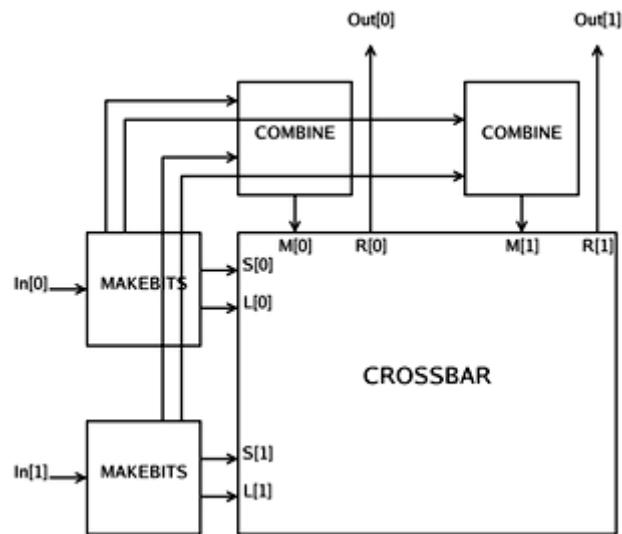 Out[0] Out[1]
COMBINE COMBINE
M[0] R[0] M[1] R[1]
In[0] MAKEBITS S[0]
L[0]
CROSSBAR
In[1] MAKEBITS S[1]
L[1]